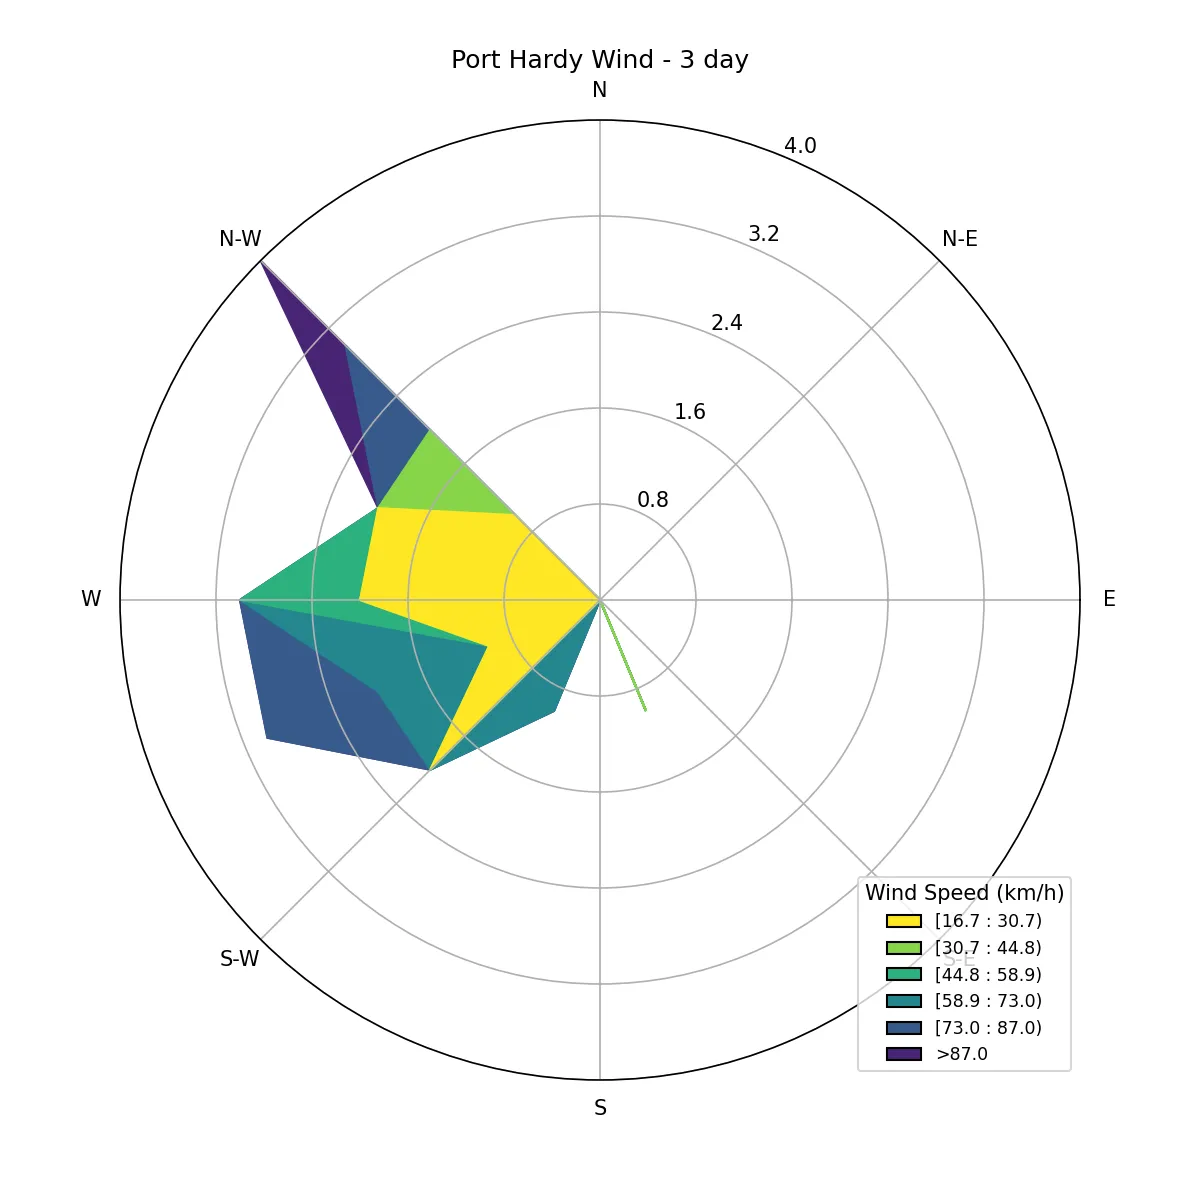 Port Hardy Wind - 3 day
N
4.0
N-W
N-E
3.2
2.4
1.6
0.8
W
E
S-W
S-E
Wind Speed (km/h)
[16.7 : 30.7)
[30.7 : 44.8)
[44.8 : 58.9)
[58.9 : 73.0)
[73.0 : 87.0)
>87.0
S